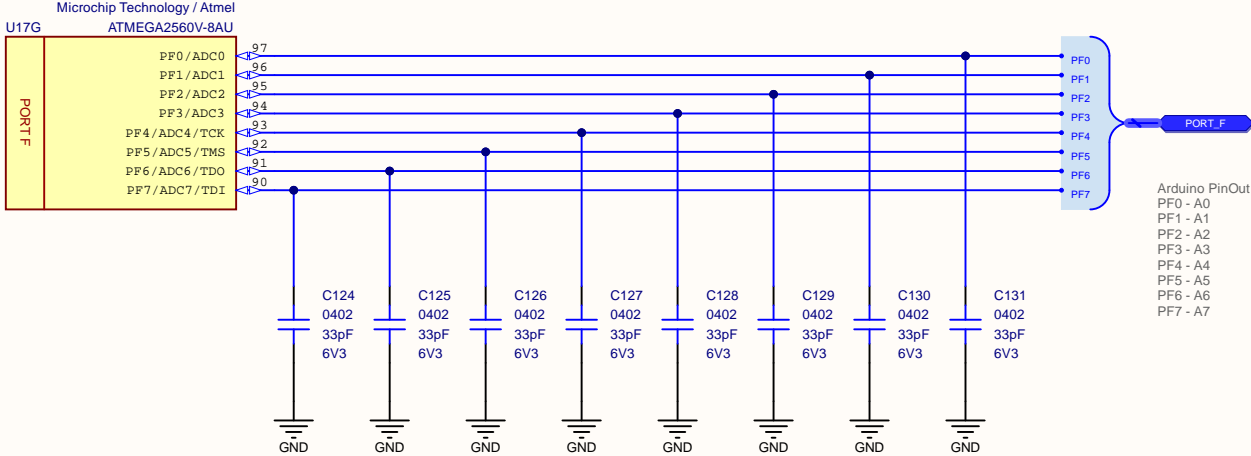 Microchip Technology / Atmel
U17G
ATMEGA2560V-8AU
PORT F
PF0/ADC0
97
PF1/ADC1
96
PF2/ADC2
95
PF3/ADC3
94
PF4/ADC4/TCK
93
PF5/ADC5/TMS
92
PF6/ADC6/TDO
91
PF7/ADC7/TDI
90
PF0
PF1
PF2
PF3
PF4
PF5
PF6
PF7
PORT_F
Arduino PinOut
PF0 - A0
PF1 - A1
PF2 - A2
PF3 - A3
PF4 - A4
PF5 - A5
PF6 - A6
PF7 - A7
C124
0402
33pF
6V3
C125
0402
33pF
6V3
C126
0402
33pF
6V3
C127
0402
33pF
6V3
C128
0402
33pF
6V3
C129
0402
33pF
6V3
C130
0402
33pF
6V3
C131
0402
33pF
6V3
GND
GND
GND
GND
GND
GND
GND
GND